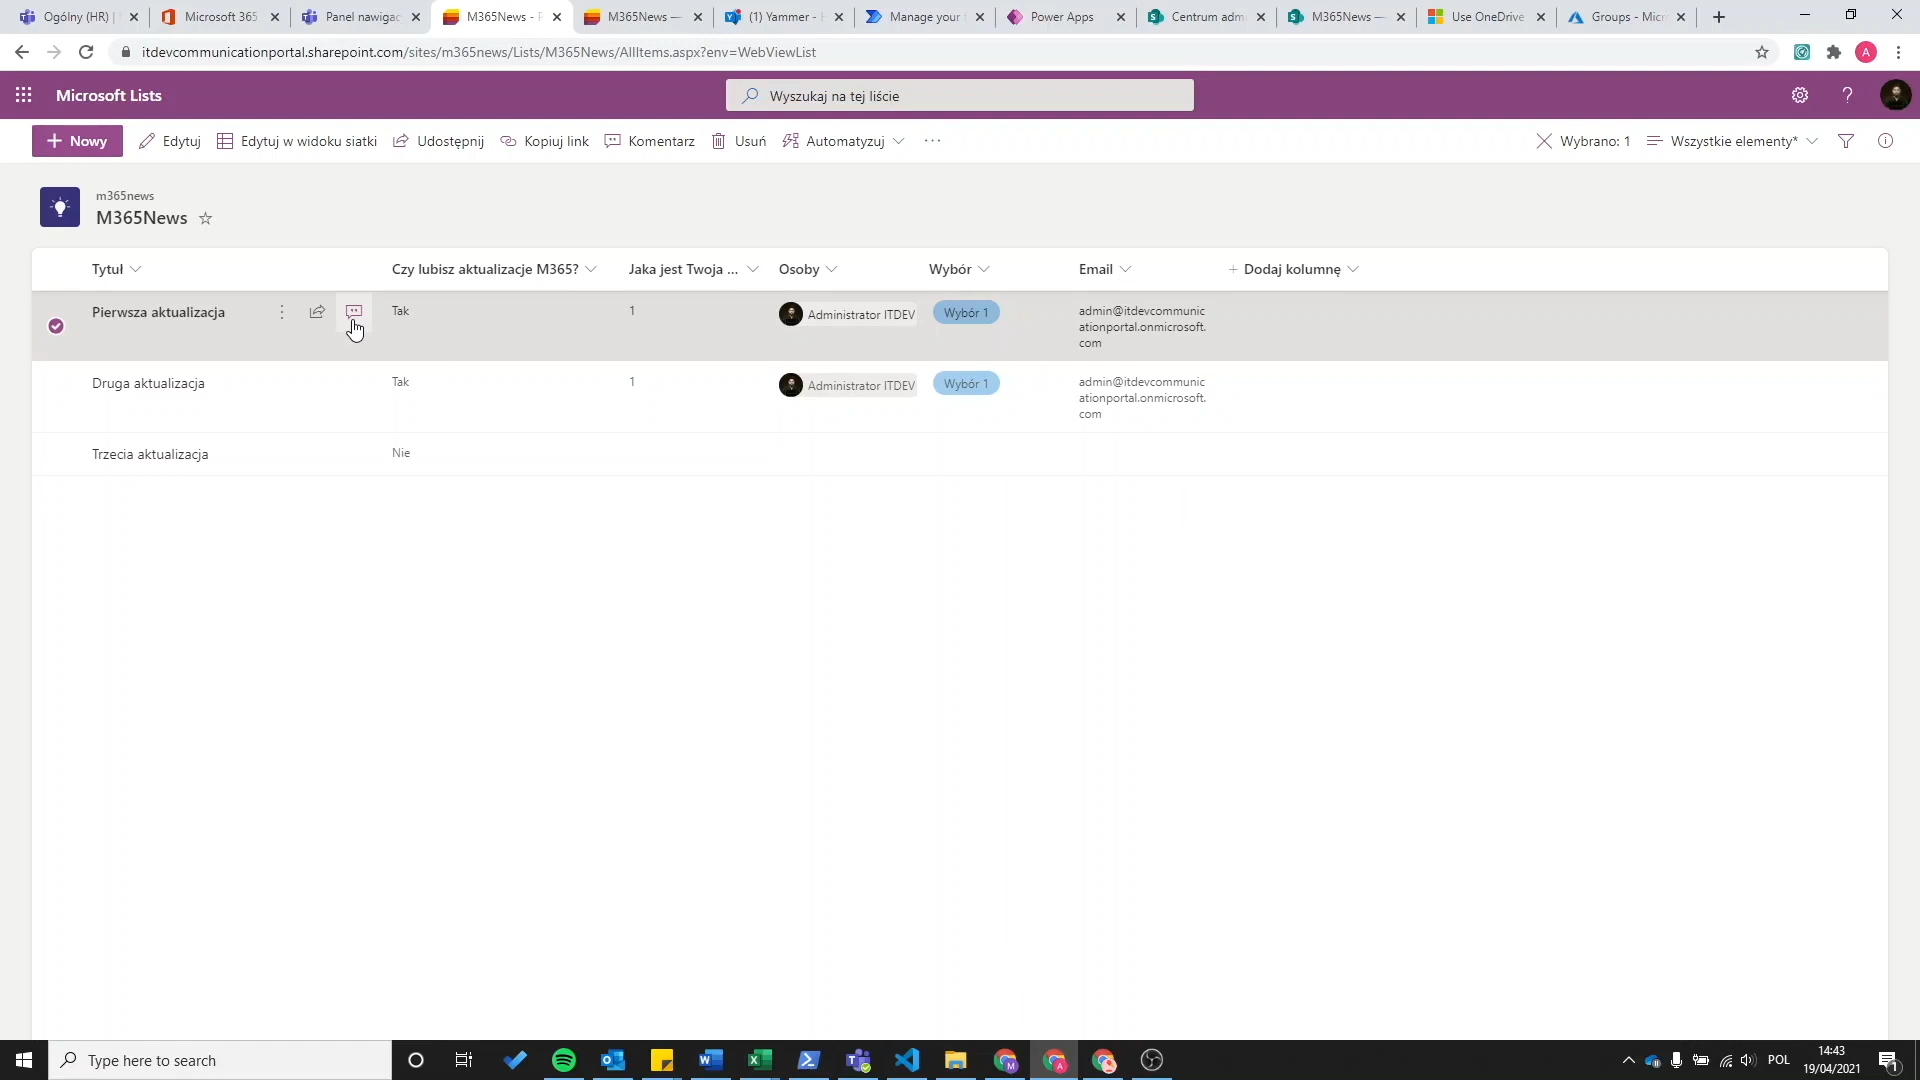 Ogólny (HR) |
Microsoft 365
Panel nawigac
M365News -
M365News —
(1) Yammer -
Manage your
Power Apps
Centrum adm
M365News —
Use OneDrive
Groups - Micr
itdevcommunicationportal.sharepoint.com/sites/m365news/Lists/M365News/AllItems.aspx?env=WebViewList
A
Microsoft Lists
Wyszukaj na tej liście
?
Nowy
Edytuj
Edytuj w widoku siatki
Udostępnij
Kopiuj link
Komentarz
Usuń
Automatyzuj
Wybrano: 1
Wszystkie elementy*
m365news
M365News
Tytuł
Czy lubisz aktualizacje M365?
Jaka jest Twoja ...
Osoby
Wybór
Email
+ Dodaj kolumnę
Pierwsza aktualizacja
Tak
1
Administrator ITDEV
Wybór 1
admin@itdevcommunic
ationportal.onmicrosoft.
com
Druga aktualizacja
Tak
1
Administrator ITDEV
Wybór 1
admin@itdevcommunic
ationportal.onmicrosoft.
com
Trzecia aktualizacja
Nie
Type here to search
POL
14:43
19/04/2021
1